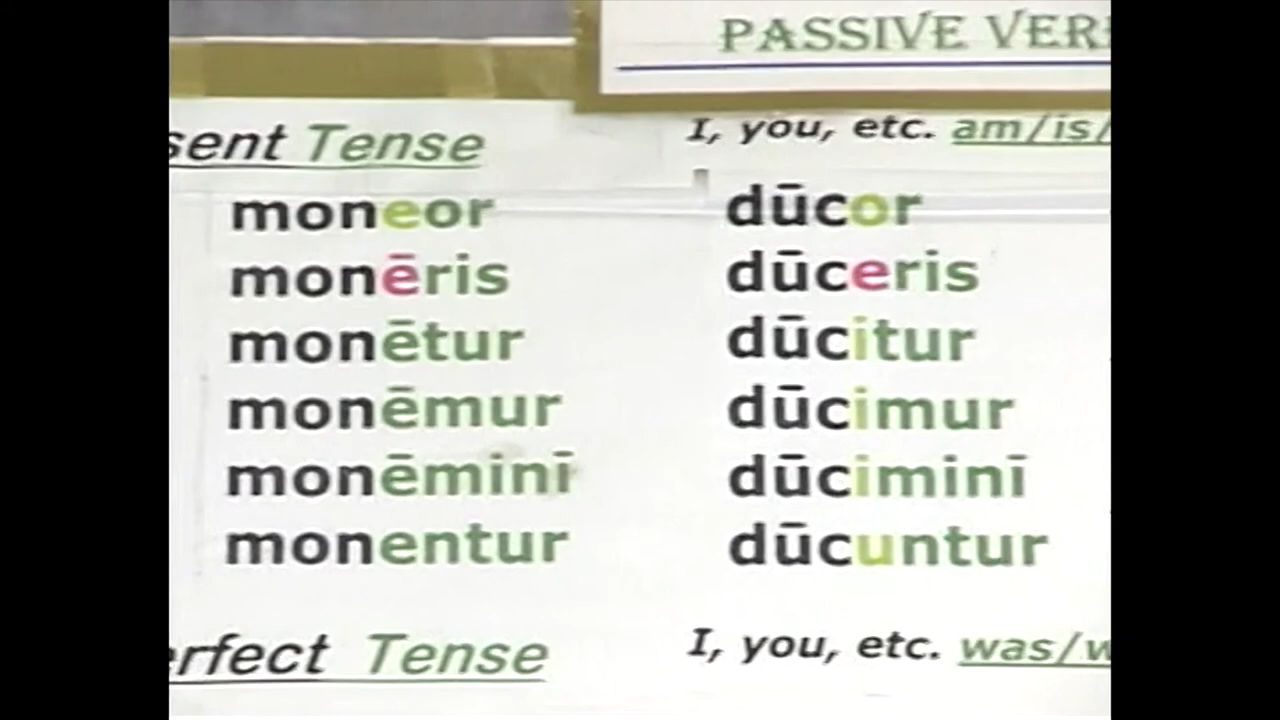 PASSIVE VER
sent Tense
I, you, etc. am/is/
moneor
dūcor
monēris
dūceris
monētur
dūcitur
monēmur
dūcimur
monēminī
dūciminī
monentur
dūcuntur
erfect Tense
I, you, etc. was/w